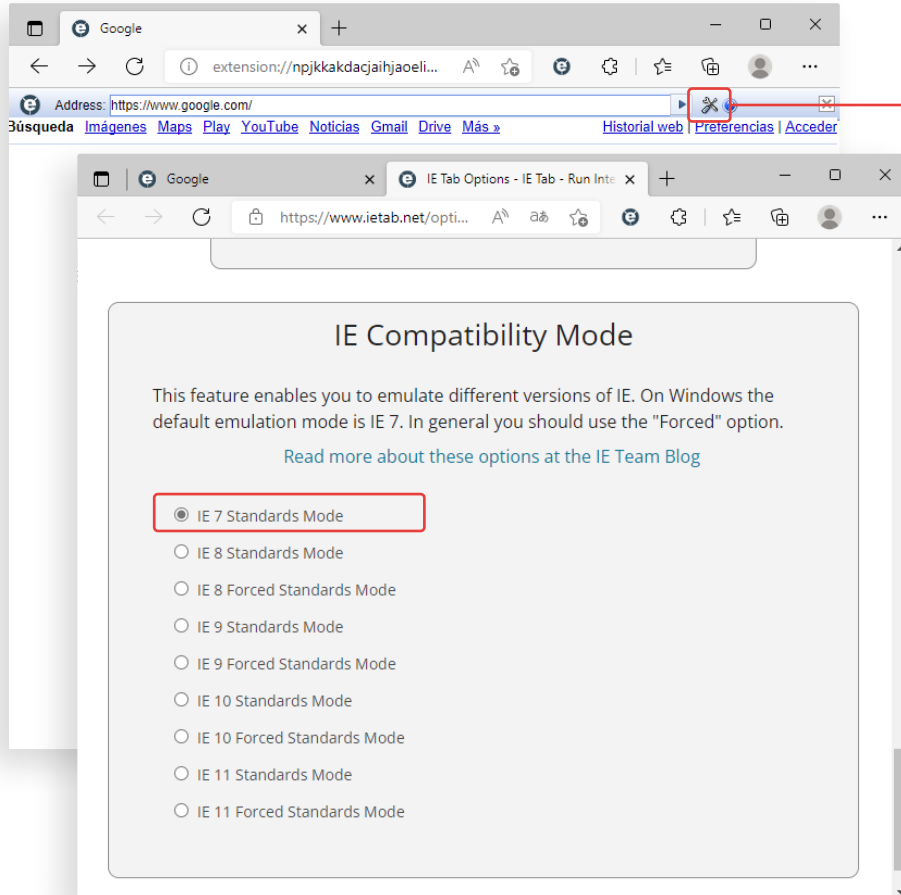 Google
extension://npjkkakdacjaihjaoeli...
Address: https://www.google.com/
Búsqueda Imágenes Maps Play YouTube Noticias Gmail Drive Más » Historial web | Preferencias | Acceder
Google IE Tab Options - IE Tab - Run Inte
https://www.ietab.net/opti...
IE Compatibility Mode
This feature enables you to emulate different versions of IE. On Windows the
default emulation mode is IE 7. In general you should use the "Forced" option.
Read more about these options at the IE Team Blog
IE 7 Standards Mode
IE 8 Standards Mode
IE 8 Forced Standards Mode
IE 9 Standards Mode
IE 9 Forced Standards Mode
IE 10 Standards Mode
IE 10 Forced Standards Mode
IE 11 Standards Mode
IE 11 Forced Standards Mode